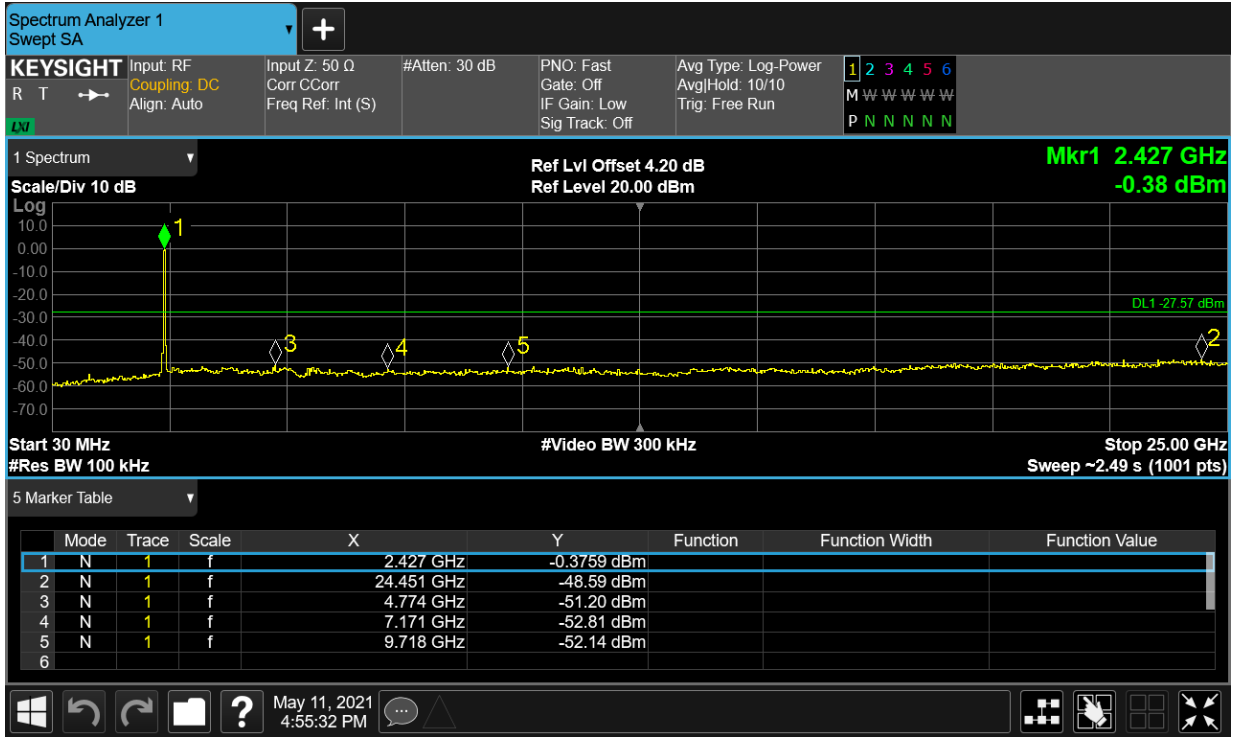 Spectrum Analyzer 1
Swept SA
+
KEYSIGHT
R T
LXI
Input: RF
Coupling: DC
Align: Auto
Input Z: 50 Ω
Corr CCorr
Freq Ref: Int (S)
#Atten: 30 dB
PNO: Fast
Gate: Off
IF Gain: Low
Sig Track: Off
Avg Type: Log-Power
Avg|Hold: 10/10
Trig: Free Run
1 2 3 4 5 6
M W W W W W
P N N N N N
1 Spectrum
Scale/Div 10 dB
Ref Lvl Offset 4.20 dB
Ref Level 20.00 dBm
Mkr1 2.427 GHz
-0.38 dBm
Log
10.0
0.00
-10.0
-20.0
-30.0
-40.0
-50.0
-60.0
-70.0
1
3
4
5
2
DL1 -27.57 dBm
Start 30 MHz
#Video BW 300 kHz
Stop 25.00 GHz
#Res BW 100 kHz
Sweep ~2.49 s (1001 pts)
5 Marker Table
Mode Trace Scale X Y Function Function Width Function Value
1 N 1 f 2.427 GHz -0.3759 dBm
2 N 1 f 24.451 GHz -48.59 dBm
3 N 1 f 4.774 GHz -51.20 dBm
4 N 1 f 7.171 GHz -52.81 dBm
5 N 1 f 9.718 GHz -52.14 dBm
6
?
May 11, 2021
4:55:32 PM